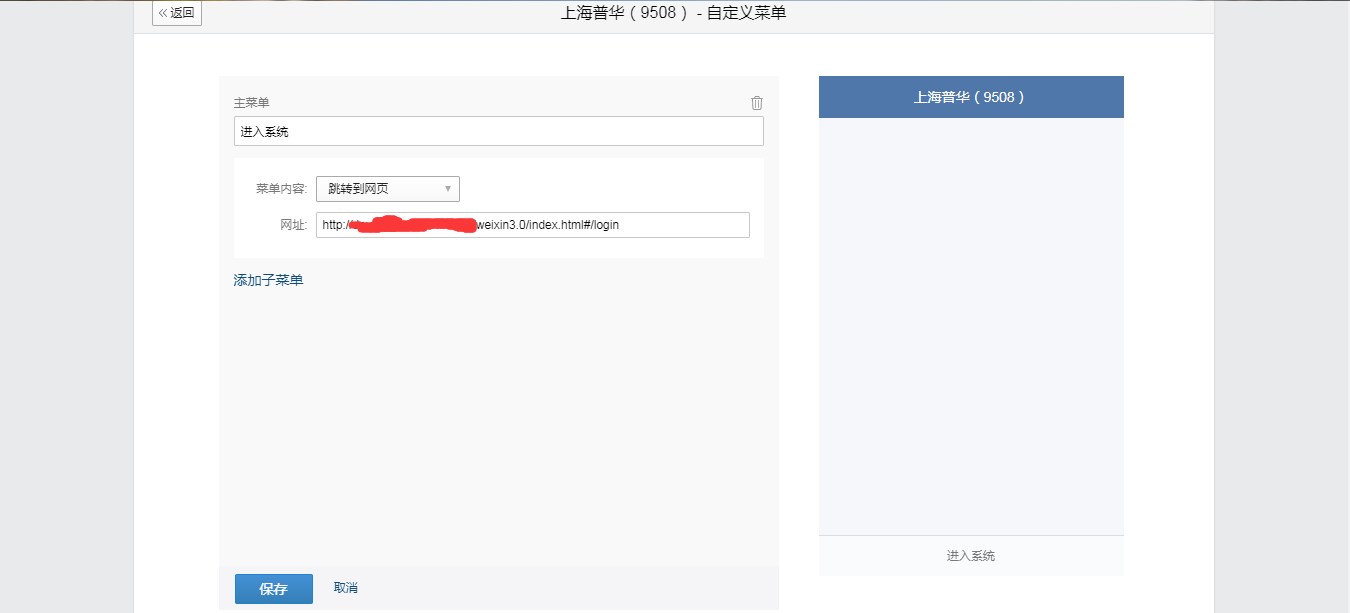 返回
上海普华（9508） - 自定义菜单
主菜单
进入系统
菜单内容: 跳转到网页
网址: http:/ weixin3.0/index.html#/login
添加子菜单
保存 取消
上海普华（9508）
进入系统